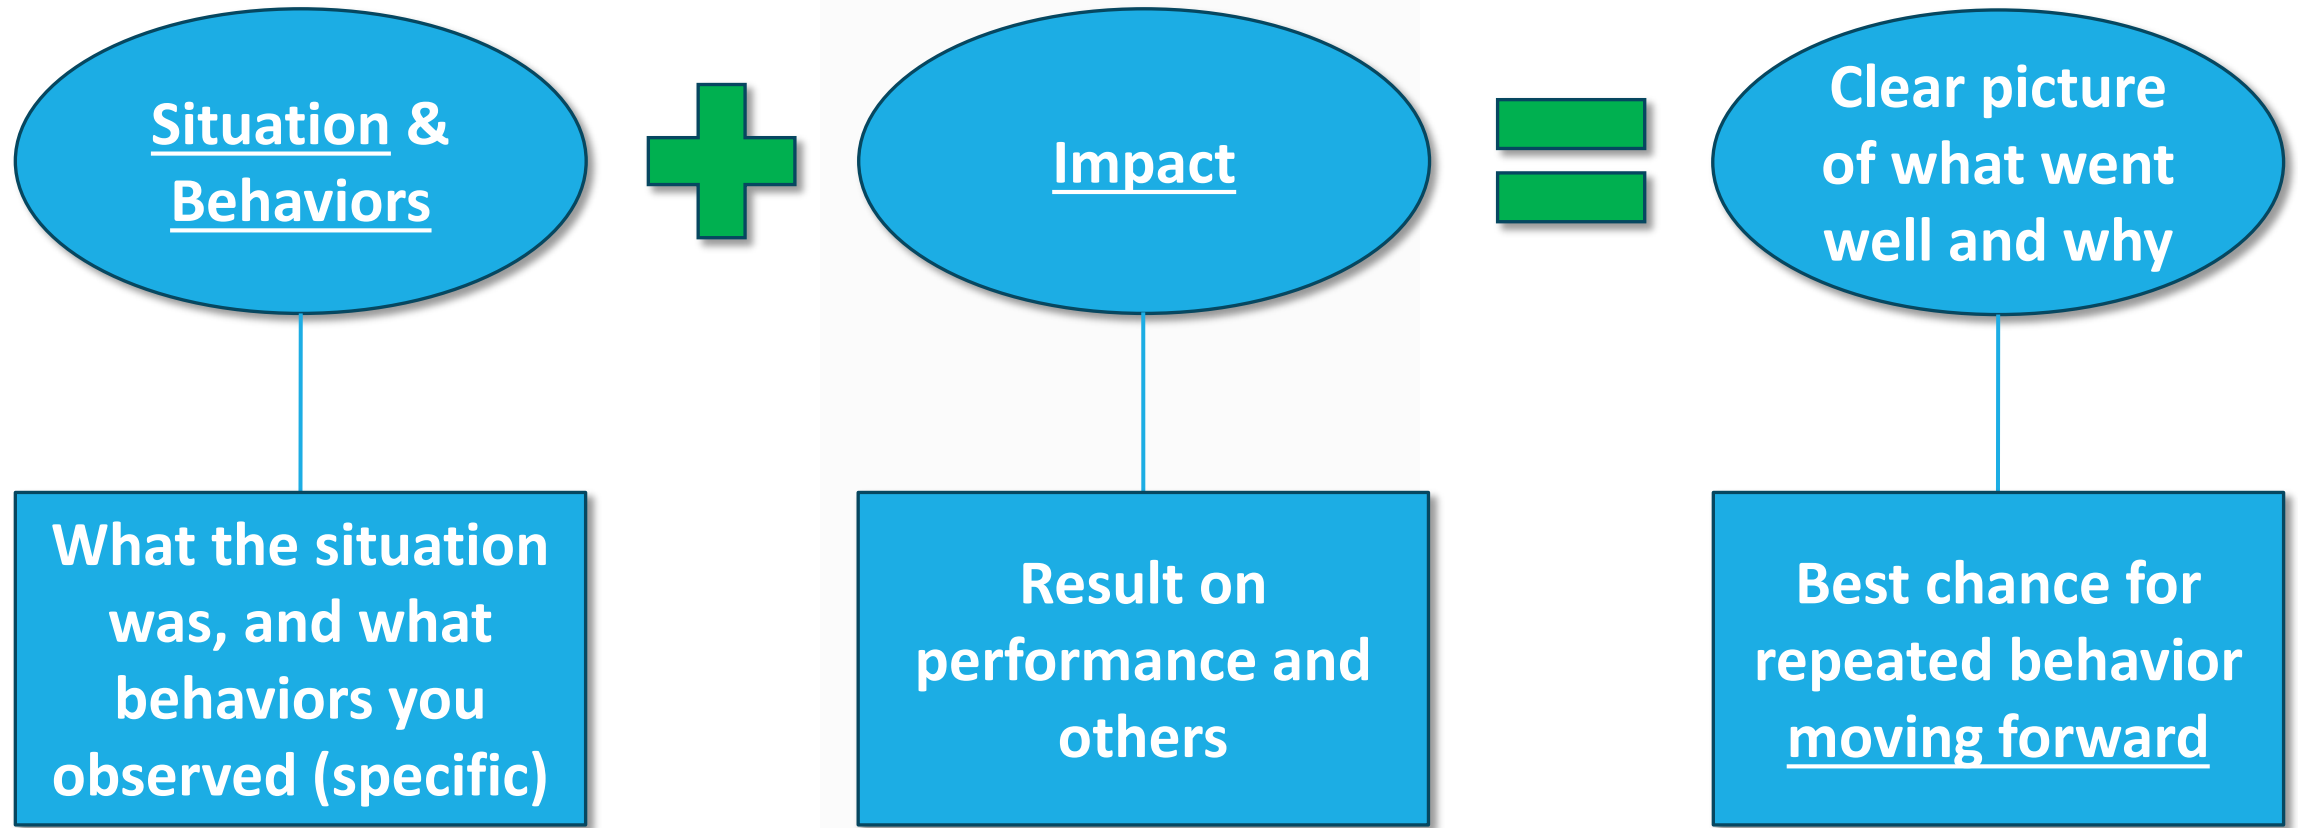 Situation &
Behaviors
Impact
Clear picture
of what went
well and why
What the situation
was, and what
behaviors you
observed (specific)
Result on
performance and
others
Best chance for
repeated behavior
moving forward